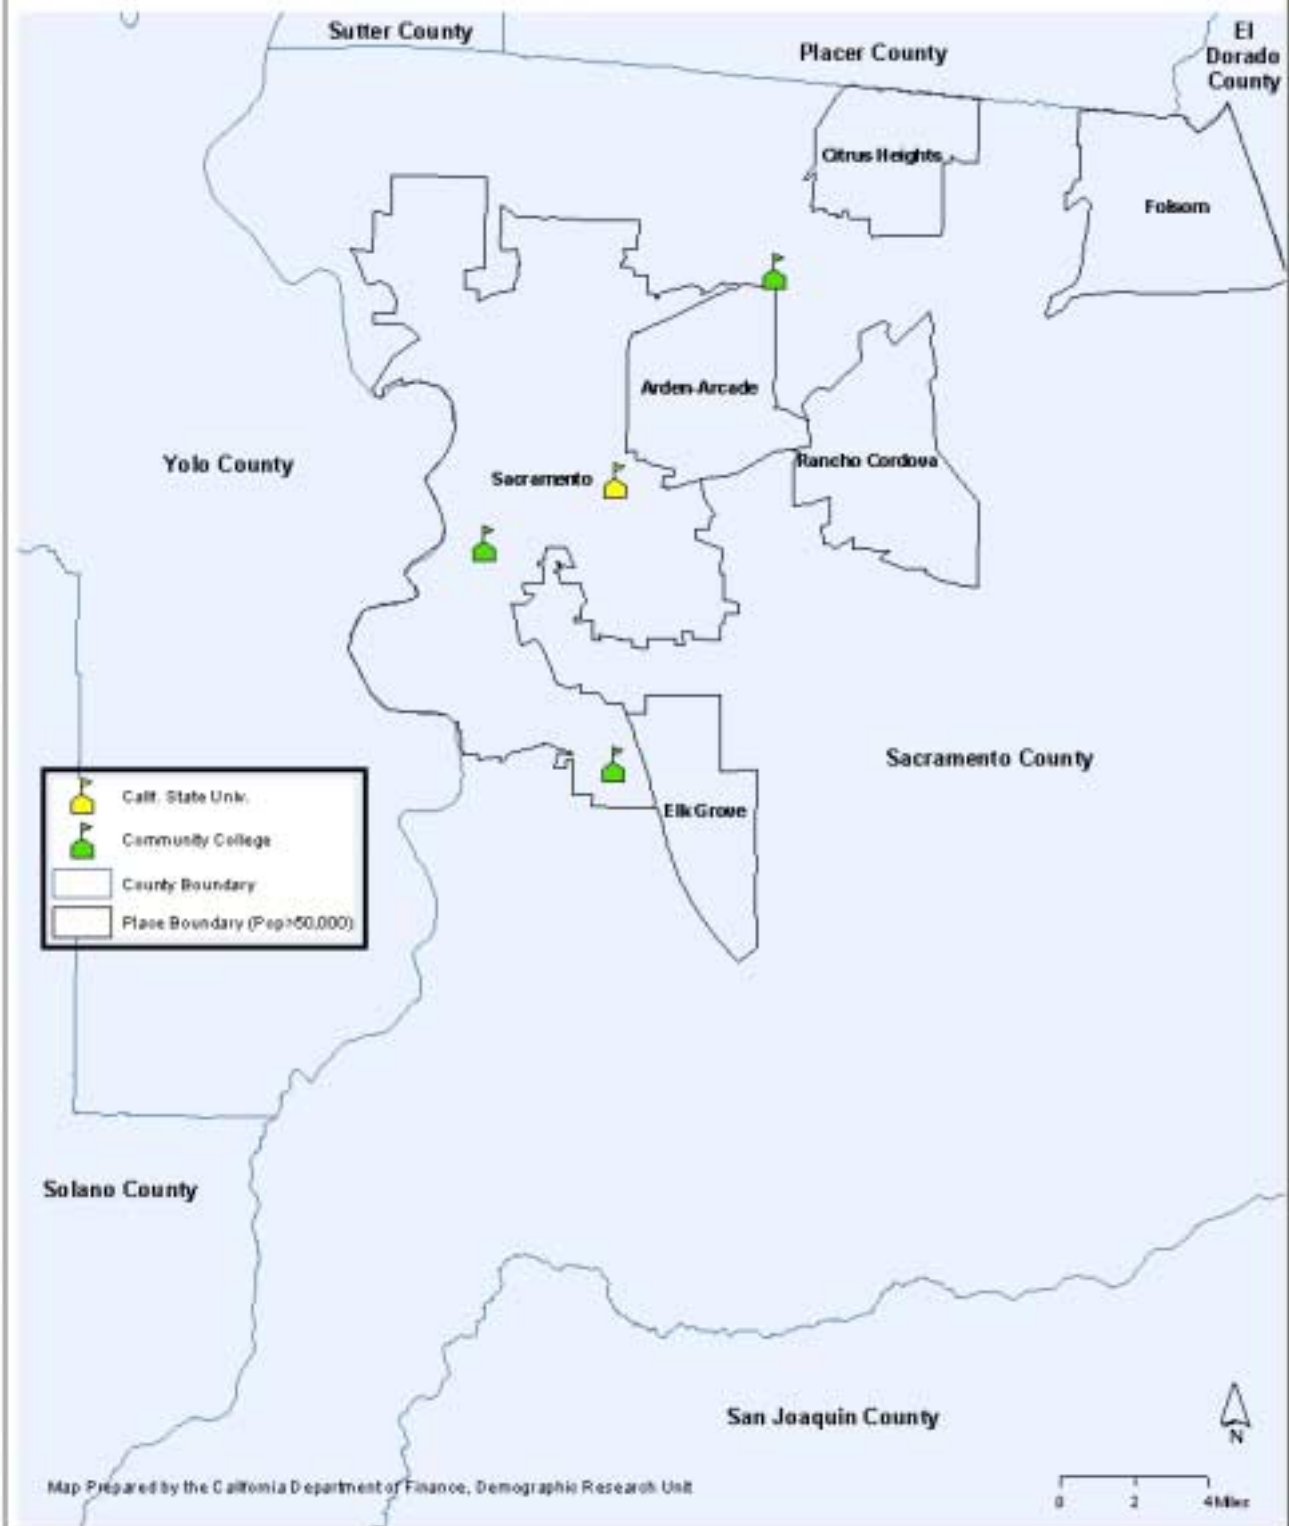 Sutter County
Placer County
El
Dorado
County
Citrus Heights
Folsom
Arden-Arcade
Yolo County
Rancho Cordova
Sacramento
Sacramento County
Calif. State Univ.
Community College
County Boundary
Place Boundary (Pop>50,000)
Elk Grove
Solano County
San Joaquin County
N
Map Prepared by the California Department of Finance, Demographic Research Unit
0 2 4 Miles